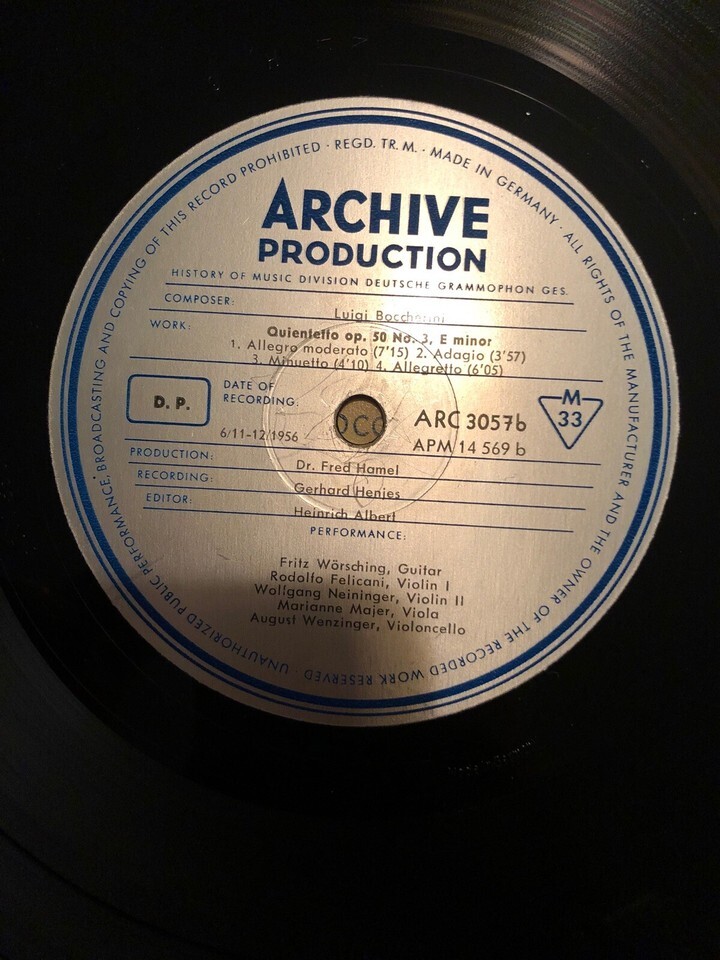 ARCHIVE
PRODUCTION
HISTORY OF MUSIC DIVISION DEUTSCHE GRAMMOPHON GES.
COMPOSER: Luigi Boccherini
WORK: Quientetto op. 50 No. 3, E minor
1. Allegro moderato (7'15) 2. Adagio (3'57)
3. Minuetto (4'10) 4. Allegretto (6'05)
D. P.
DATE OF
RECORDING:
6/11-12/1956
ARC 3057b
APM 14 569 b
M
33
PRODUCTION: Dr. Fred Hamel
RECORDING: Gerhard Henjes
EDITOR: Heinrich Albert
PERFORMANCE:
Fritz Wörsching, Guitar
Rodolfo Felicani, Violin I
Wolfgang Neininger, Violin II
Marianne Majer, Viola
August Wenzinger, Violoncello
REGD. TR. M. · MADE IN GERMANY · ALL RIGHTS OF THE MANUFACTURER AND THE OWNER OF THE RECORDED WORK RESERVED · UNAUTHORIZED PUBLIC PERFORMANCE, BROADCASTING AND COPYING OF THIS RECORD PROHIBITED ·